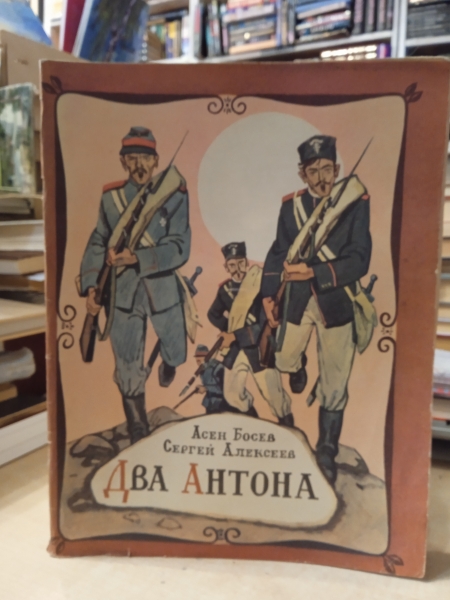 Асен Босев
Сергей Алексеев
Два Антона